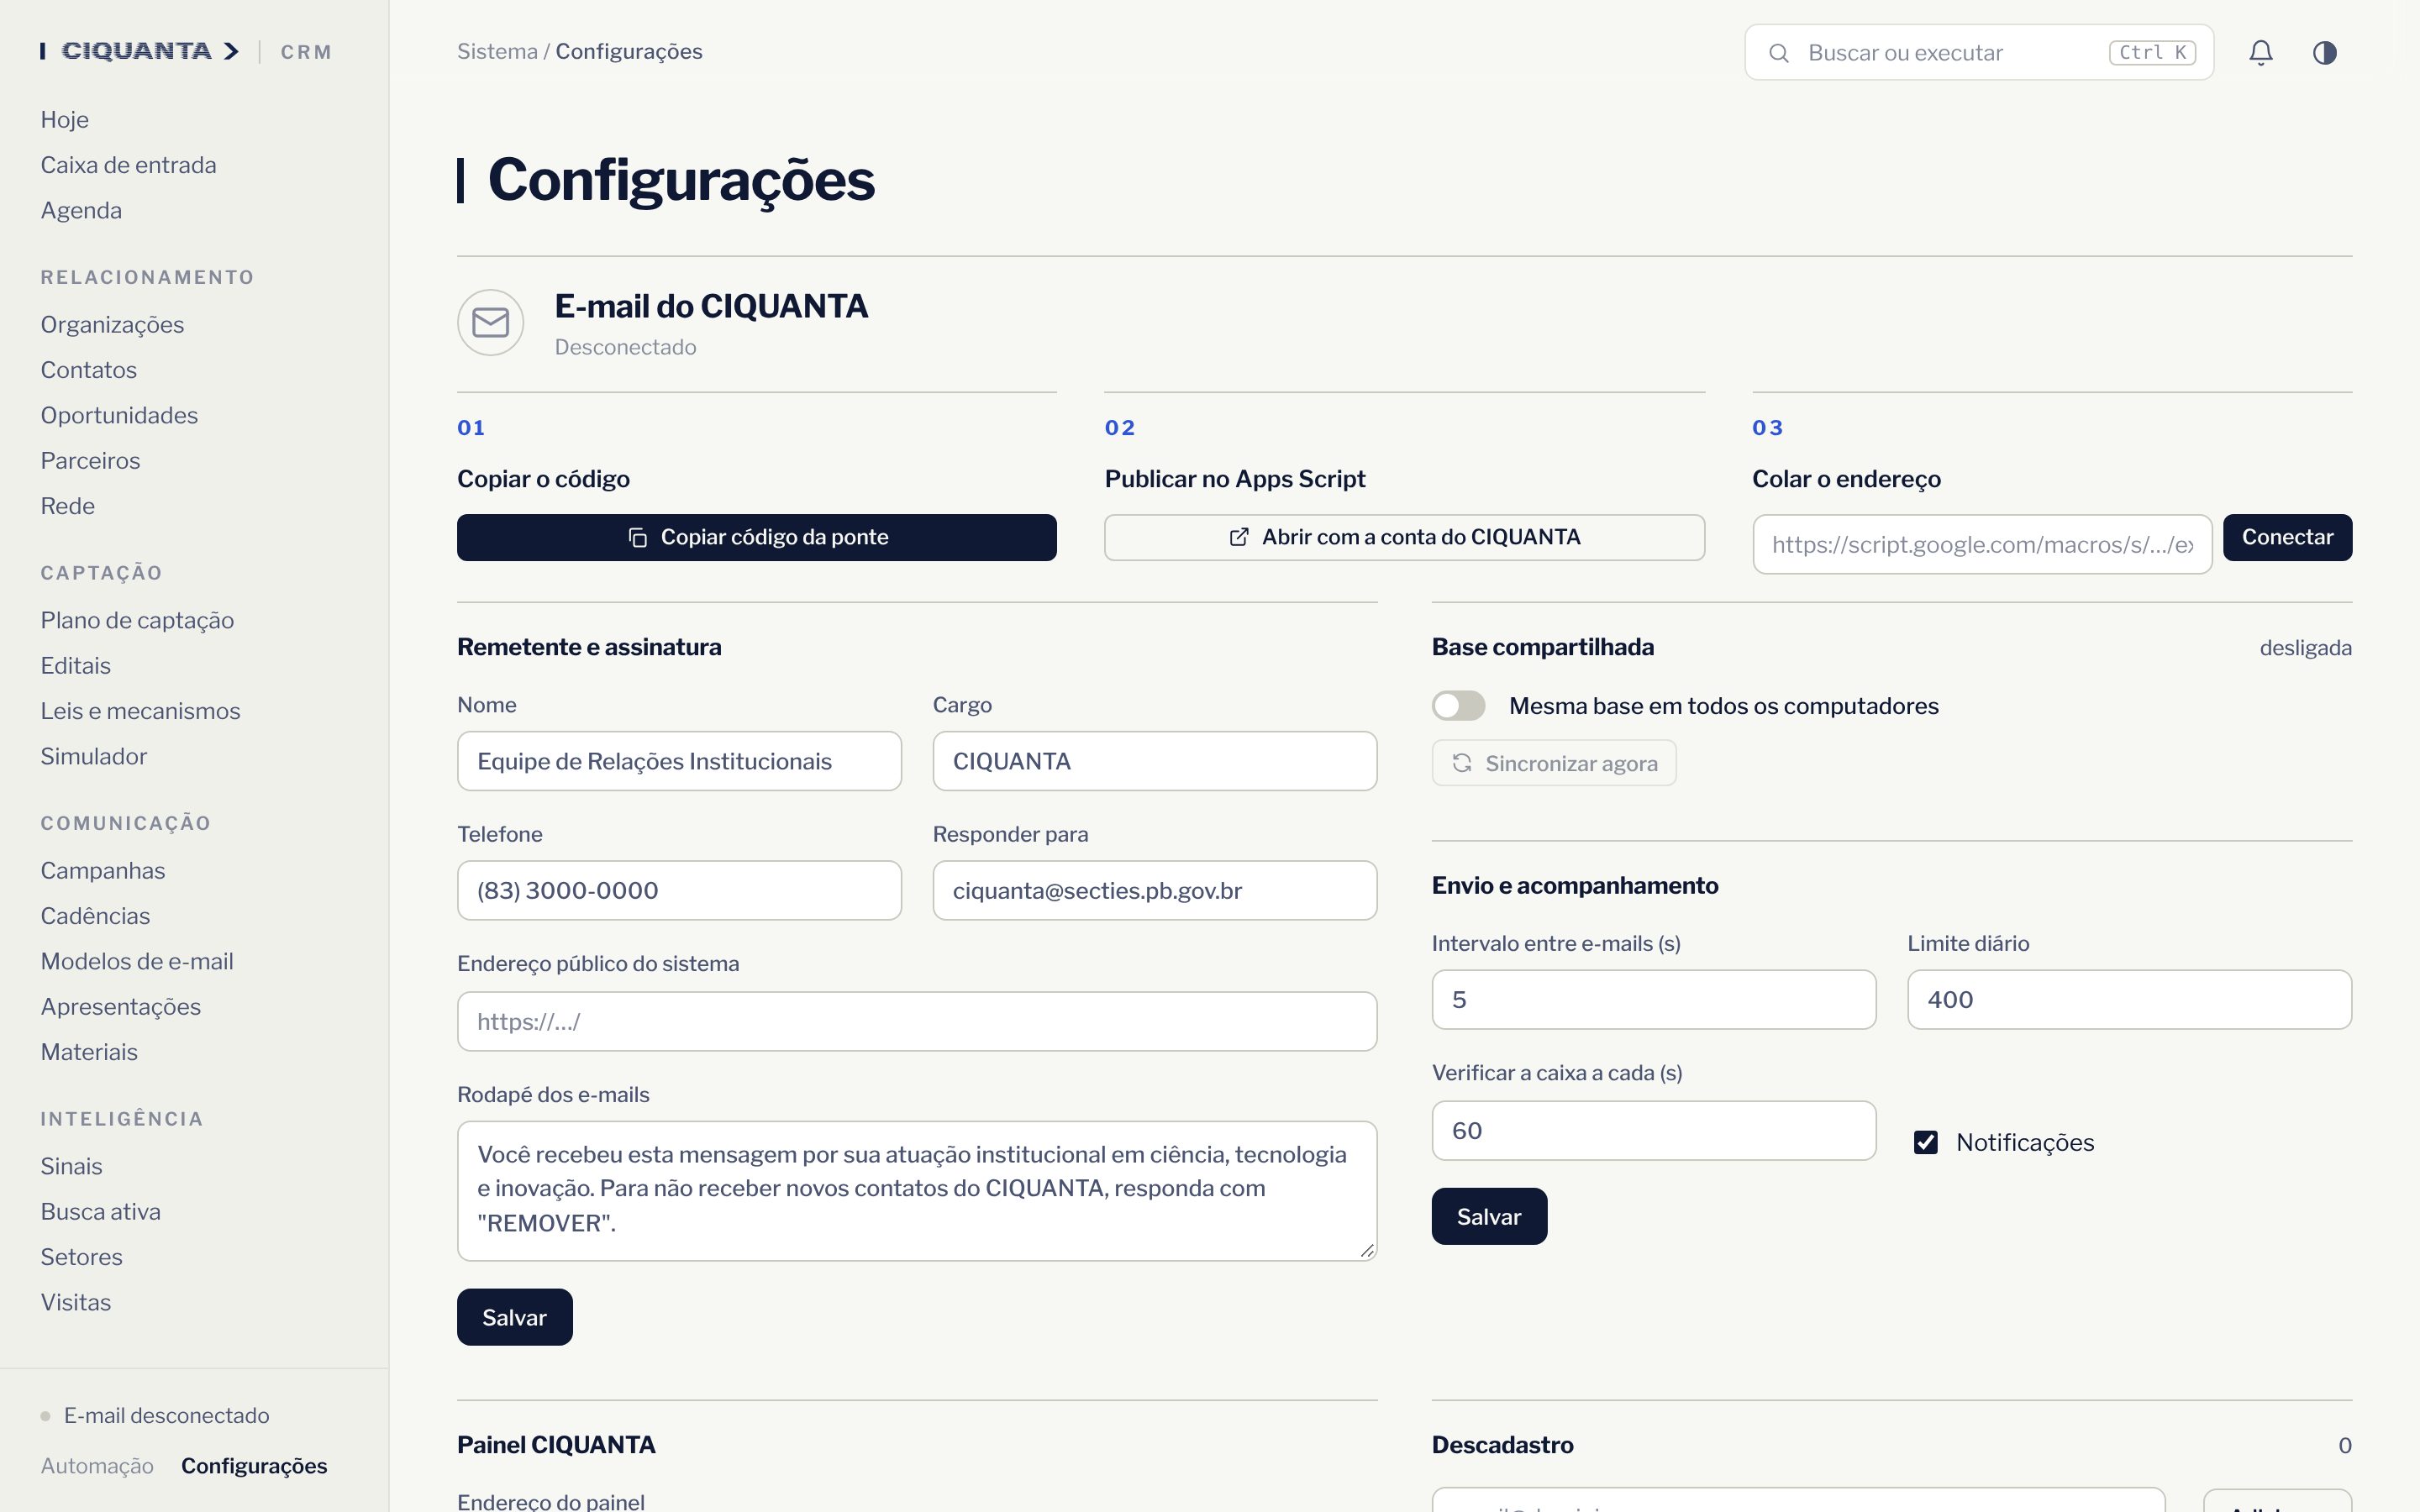 CIQUANTA
CRM
Hoje
Caixa de entrada
Agenda
RELACIONAMENTO
Organizações
Contatos
Oportunidades
Parceiros
Rede
CAPTAÇÃO
Plano de captação
Editais
Leis e mecanismos
Simulador
COMUNICAÇÃO
Campanhas
Cadências
Modelos de e-mail
Apresentações
Materiais
INTELIGÊNCIA
Sinais
Busca ativa
Setores
Visitas
E-mail desconectado
Automação Configurações
Sistema / Configurações
Buscar ou executar Ctrl K
Configurações
E-mail do CIQUANTA
Desconectado
01
Copiar o código
Copiar código da ponte
02
Publicar no Apps Script
Abrir com a conta do CIQUANTA
03
Colar o endereço
https://script.google.com/macros/s/…/ex
Conectar
Remetente e assinatura
Nome
Equipe de Relações Institucionais
Cargo
CIQUANTA
Telefone
(83) 3000-0000
Responder para
ciquanta@secties.pb.gov.br
Endereço público do sistema
https://…/
Rodapé dos e-mails
Você recebeu esta mensagem por sua atuação institucional em ciência, tecnologia
e inovação. Para não receber novos contatos do CIQUANTA, responda com
"REMOVER".
Salvar
Base compartilhada
desligada
Mesma base em todos os computadores
Sincronizar agora
Envio e acompanhamento
Intervalo entre e-mails (s)
5
Limite diário
400
Verificar a caixa a cada (s)
60
Notificações
Salvar
Painel CIQUANTA
Endereço do painel
Descadastro
0